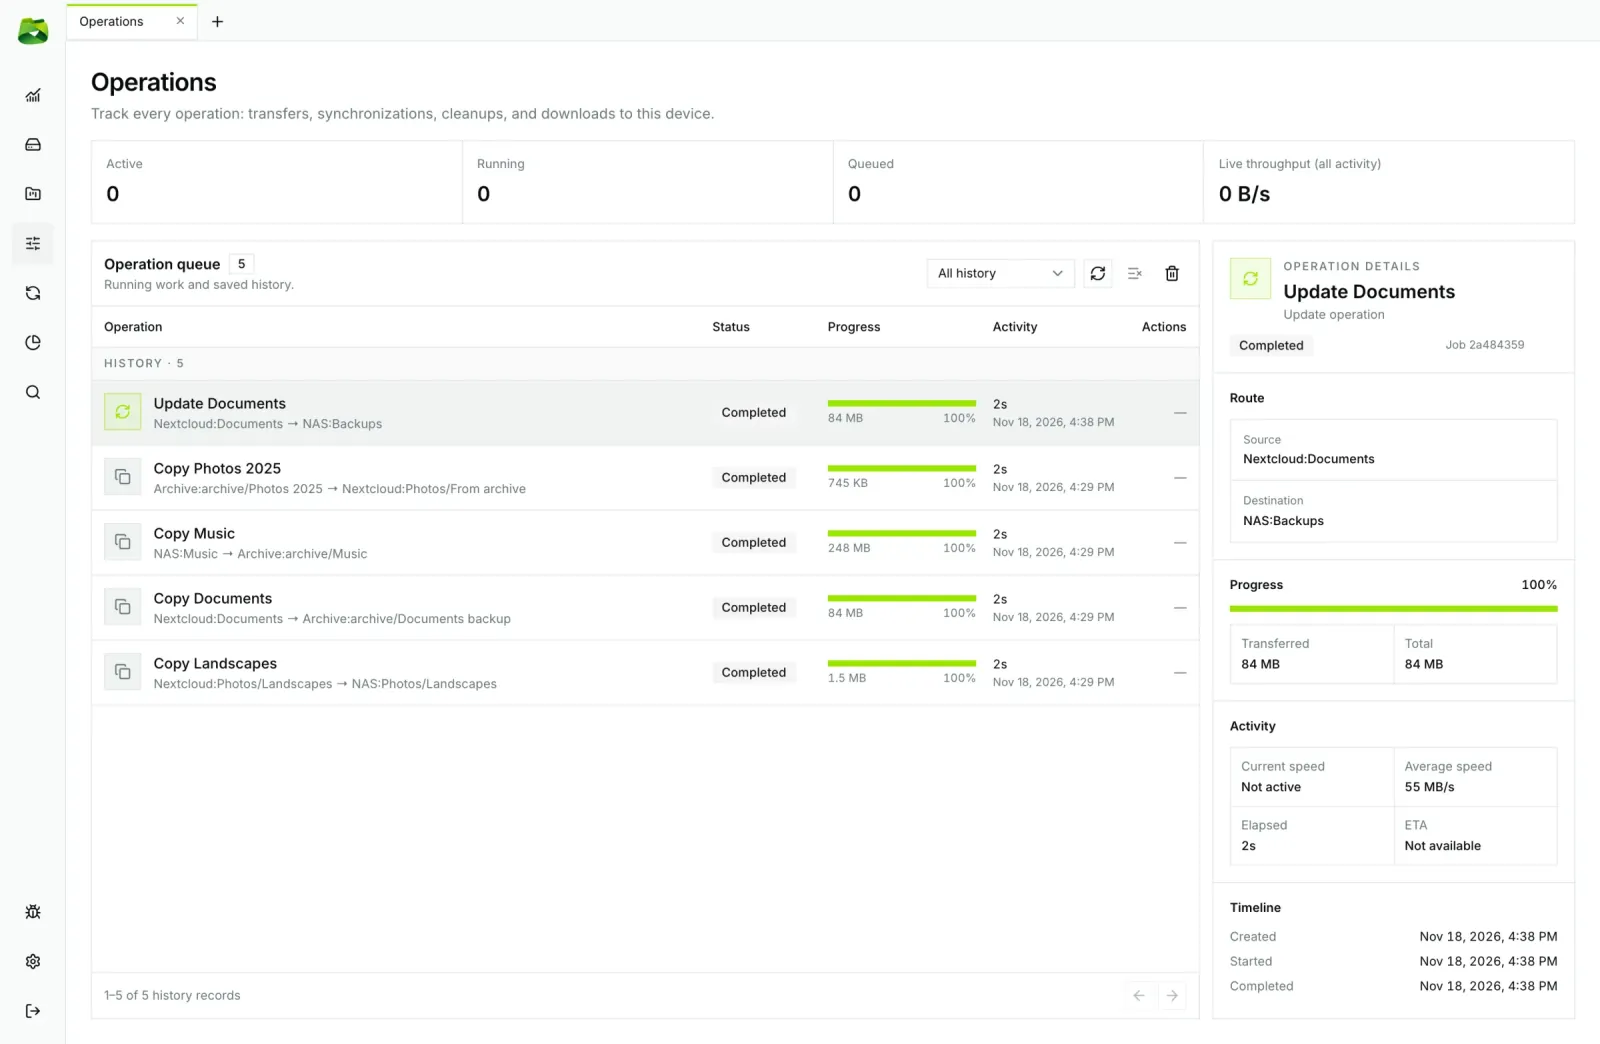 Operations
Operations
Track every operation: transfers, synchronizations, cleanups, and downloads to this device.
Active
0
Running
0
Queued
0
Live throughput (all activity)
0 B/s
Operation queue 5
Running work and saved history.
All history
Operation Status Progress Activity Actions
HISTORY · 5
Update Documents
Nextcloud:Documents → NAS:Backups
Completed
84 MB 100%
2s
Nov 18, 2026, 4:38 PM
—
Copy Photos 2025
Archive:archive/Photos 2025 → Nextcloud:Photos/From archive
Completed
745 KB 100%
2s
Nov 18, 2026, 4:29 PM
—
Copy Music
NAS:Music → Archive:archive/Music
Completed
248 MB 100%
2s
Nov 18, 2026, 4:29 PM
—
Copy Documents
Nextcloud:Documents → Archive:archive/Documents backup
Completed
84 MB 100%
2s
Nov 18, 2026, 4:29 PM
—
Copy Landscapes
Nextcloud:Photos/Landscapes → NAS:Photos/Landscapes
Completed
1.5 MB 100%
2s
Nov 18, 2026, 4:29 PM
—
1–5 of 5 history records
OPERATION DETAILS
Update Documents
Update operation
Completed Job 2a484359
Route
Source
Nextcloud:Documents
Destination
NAS:Backups
Progress 100%
Transferred
84 MB
Total
84 MB
Activity
Current speed
Not active
Average speed
55 MB/s
Elapsed
2s
ETA
Not available
Timeline
Created Nov 18, 2026, 4:38 PM
Started Nov 18, 2026, 4:38 PM
Completed Nov 18, 2026, 4:38 PM